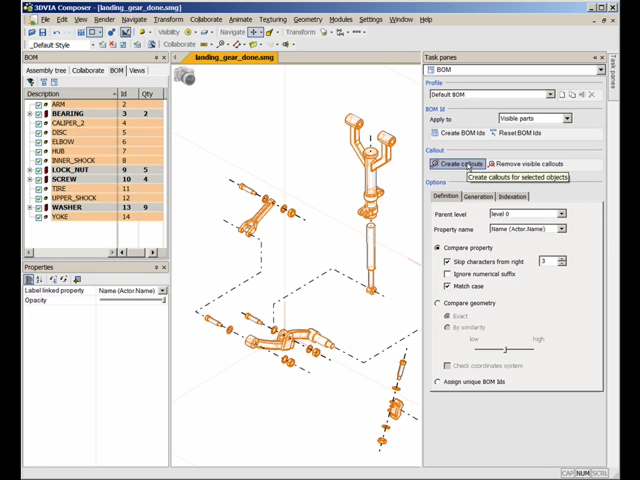 3DVIA Composer - [landing_gear_done.smg]
File Edit View Render Navigate Transform Collaborate Animate Texturing Geometry Modules Settings Window Help
Visibility Navigate Transform
_Default Style
BOM
Assembly tree Collaborate BOM Views
Description Id Qty
ARM 2
BEARING 3 2
CALIPER_2 4
DISC 5
ELBOW 6
HUB 7
INNER_SHOCK 8
LOCK_NUT 9 5
SCREW 10 4
TIRE 11
UPPER_SHOCK 12
WASHER 13 9
YOKE 14
Properties
Label linked property Name (Actor.Name)
Opacity
landing_gear_done.smg
Task panes
BOM
Profile
Default BOM
BOM Id
Apply to Visible parts
Create BOM Ids Reset BOM Ids
Callout
Create callouts Remove visible callouts
Create callouts for selected objects
Options
Definition Generation Indexation
Parent level level 0
Property name Name (Actor.Name)
Compare property
Skip characters from right 3
Ignore numerical suffix
Match case
Compare geometry
Exact
By similarity
low high
Check coordinates system
Assign unique BOM Ids
Task panes
CAP NUM SCRL